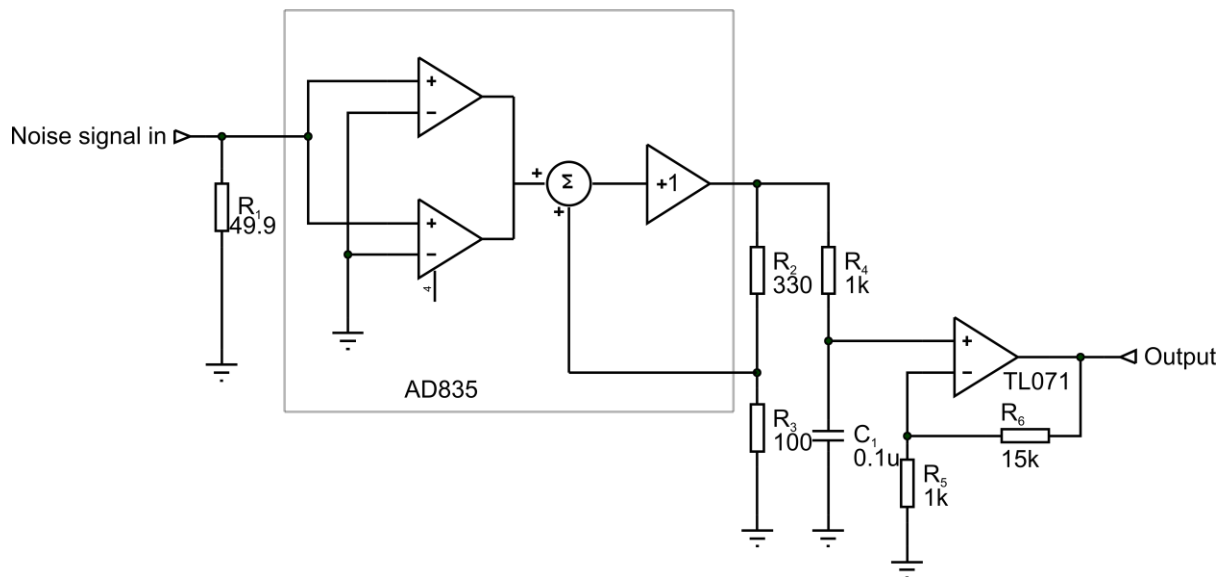 Noise signal in
+
−
+
−
4
+
+
Σ
+1
R1
49.9
R2
330
R4
1k
AD835
R3
100
C1
0.1u
+
−
TL071
Output
R6
15k
R5
1k